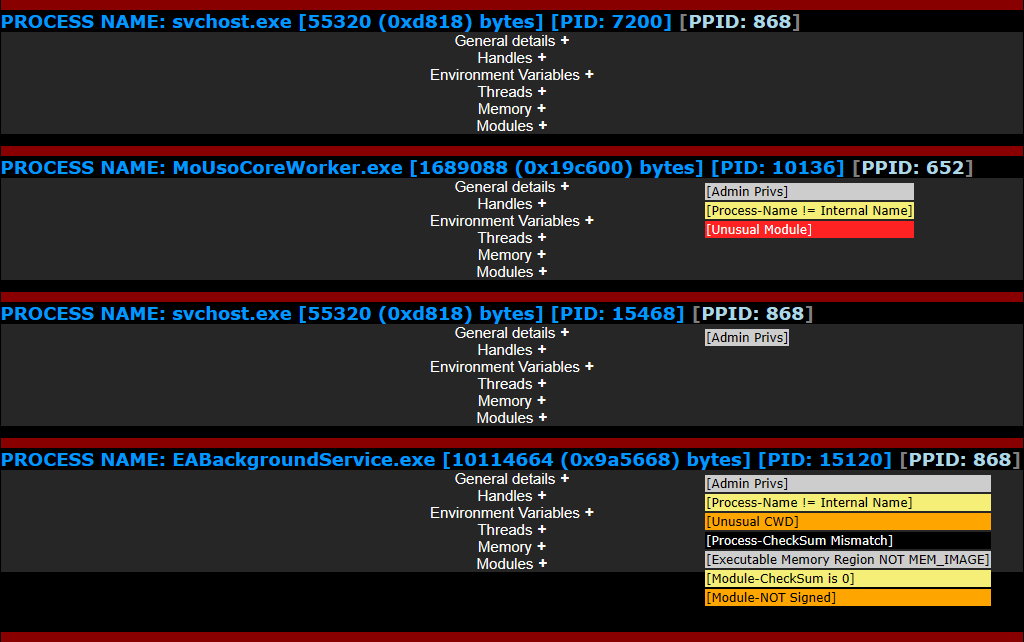 PROCESS NAME: svchost.exe [55320 (0xd818) bytes] [PID: 7200] [PPID: 868]
General details +
Handles +
Environment Variables +
Threads +
Memory +
Modules +
PROCESS NAME: MoUsoCoreWorker.exe [1689088 (0x19c600) bytes] [PID: 10136] [PPID: 652]
General details +
Handles +
Environment Variables +
Threads +
Memory +
Modules +
[Admin Privs]
[Process-Name != Internal Name]
[Unusual Module]
PROCESS NAME: svchost.exe [55320 (0xd818) bytes] [PID: 15468] [PPID: 868]
General details +
Handles +
Environment Variables +
Threads +
Memory +
Modules +
[Admin Privs]
PROCESS NAME: EABackgroundService.exe [10114664 (0x9a5668) bytes] [PID: 15120] [PPID: 868]
General details +
Handles +
Environment Variables +
Threads +
Memory +
Modules +
[Admin Privs]
[Process-Name != Internal Name]
[Unusual CWD]
[Process-CheckSum Mismatch]
[Executable Memory Region NOT MEM_IMAGE]
[Module-CheckSum is 0]
[Module-NOT Signed]